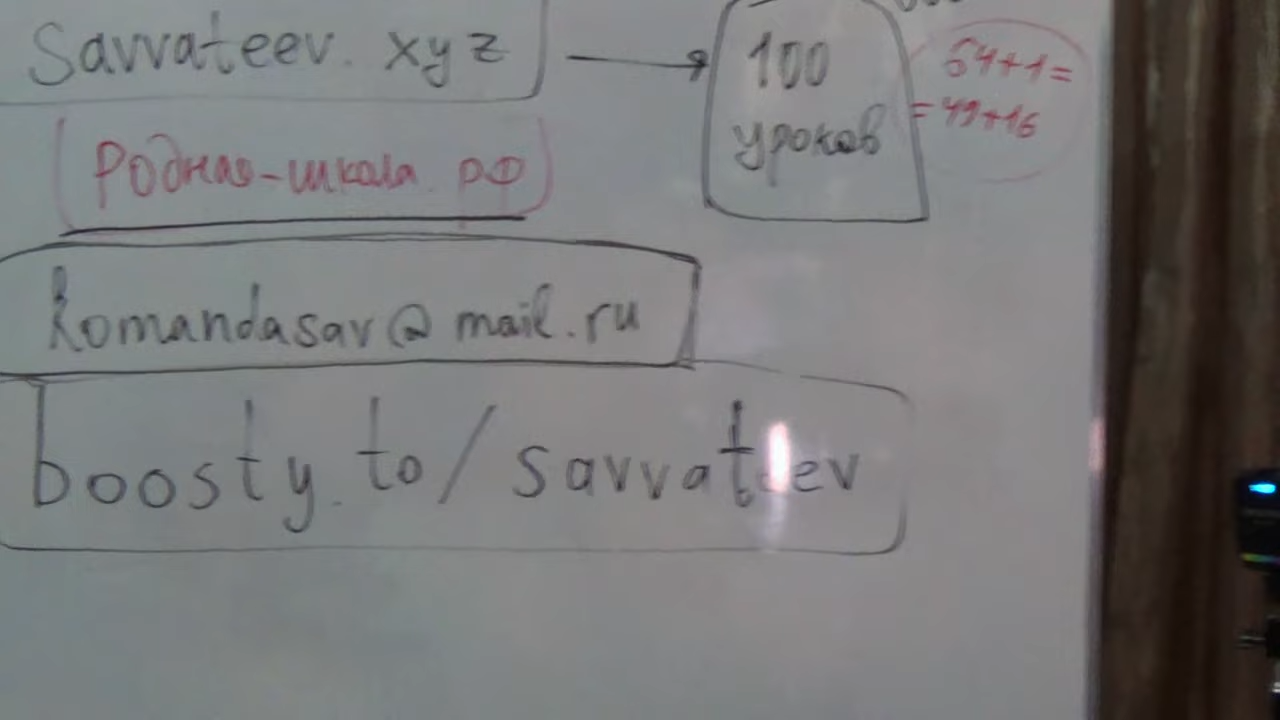 Savvateev.xyz
100
уроков
64+1=
=49+16
Родная-школа.рф
komandasav@mail.ru
boosty.to/savvateev